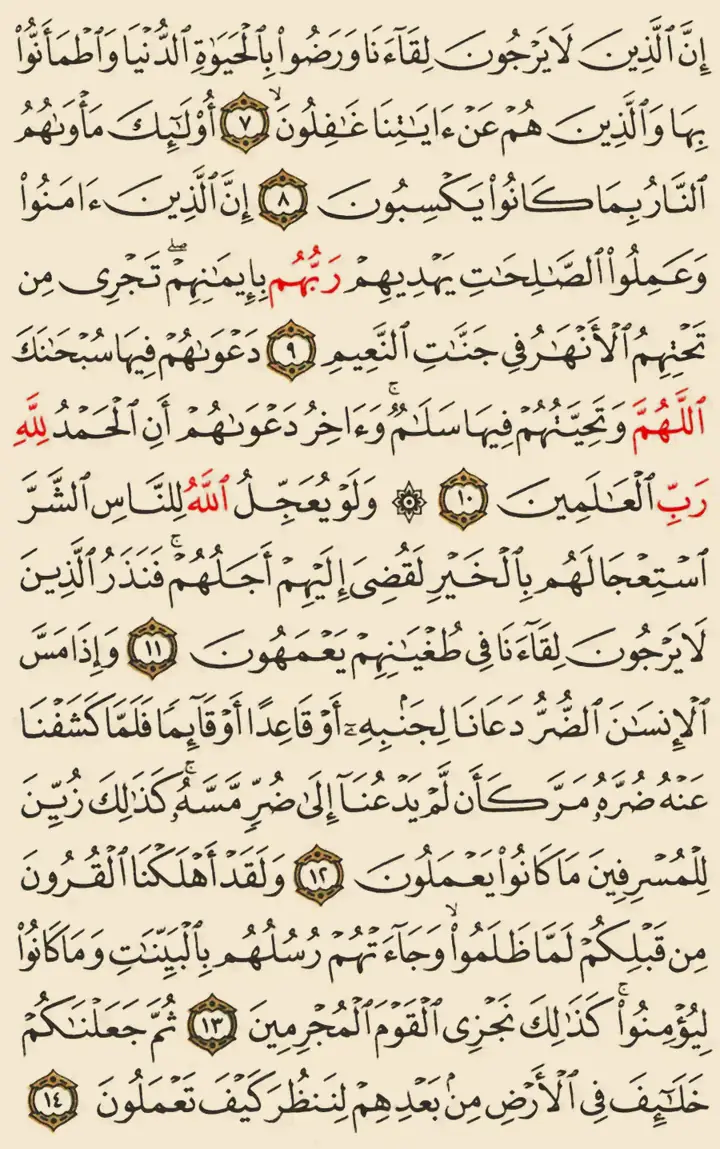 إِنَّ ٱلَّذِينَ لَا يَرْجُونَ لِقَآءَنَا وَرَضُوا۟ بِٱلْحَيَوٰةِ ٱلدُّنْيَا وَٱطْمَأَنُّوا۟
بِهَا وَٱلَّذِينَ هُمْ عَنْ ءَايَـٰتِنَا غَـٰفِلُونَ ۙ ٧ أُو۟لَـٰٓئِكَ مَأْوَىٰهُمُ
ٱلنَّارُ بِمَا كَانُوا۟ يَكْسِبُونَ ٨ إِنَّ ٱلَّذِينَ ءَامَنُوا۟
وَعَمِلُوا۟ ٱلصَّـٰلِحَـٰتِ يَهْدِيهِمْ رَبُّهُم بِإِيمَـٰنِهِمْ ۖ تَجْرِى مِن
تَحْتِهِمُ ٱلْأَنْهَـٰرُ فِى جَنَّـٰتِ ٱلنَّعِيمِ ٩ دَعْوَىٰهُمْ فِيهَا سُبْحَـٰنَكَ
ٱللَّهُمَّ وَتَحِيَّتُهُمْ فِيهَا سَلَـٰمٌ ۚ وَءَاخِرُ دَعْوَىٰهُمْ أَنِ ٱلْحَمْدُ لِلَّهِ
رَبِّ ٱلْعَـٰلَمِينَ ١٠ ۞ وَلَوْ يُعَجِّلُ ٱللَّهُ لِلنَّاسِ ٱلشَّرَّ
ٱسْتِعْجَالَهُم بِٱلْخَيْرِ لَقُضِىَ إِلَيْهِمْ أَجَلُهُمْ ۚ فَنَذَرُ ٱلَّذِينَ
لَا يَرْجُونَ لِقَآءَنَا فِى طُغْيَـٰنِهِمْ يَعْمَهُونَ ١١ وَإِذَا مَسَّ
ٱلْإِنسَـٰنَ ٱلضُّرُّ دَعَانَا لِجَنۢبِهِۦٓ أَوْ قَاعِدًا أَوْ قَآئِمًا فَلَمَّا كَشَفْنَا
عَنْهُ ضُرَّهُۥ مَرَّ كَأَن لَّمْ يَدْعُنَآ إِلَىٰ ضُرٍّ مَّسَّهُۥ ۚ كَذَٰلِكَ زُيِّنَ
لِلْمُسْرِفِينَ مَا كَانُوا۟ يَعْمَلُونَ ١٢ وَلَقَدْ أَهْلَكْنَا ٱلْقُرُونَ
مِن قَبْلِكُمْ لَمَّا ظَلَمُوا۟ ۙ وَجَآءَتْهُمْ رُسُلُهُم بِٱلْبَيِّنَـٰتِ وَمَا كَانُوا۟
لِيُؤْمِنُوا۟ ۚ كَذَٰلِكَ نَجْزِى ٱلْقَوْمَ ٱلْمُجْرِمِينَ ١٣ ثُمَّ جَعَلْنَـٰكُمْ
خَلَـٰٓئِفَ فِى ٱلْأَرْضِ مِنۢ بَعْدِهِمْ لِنَنظُرَ كَيْفَ تَعْمَلُونَ ١٤